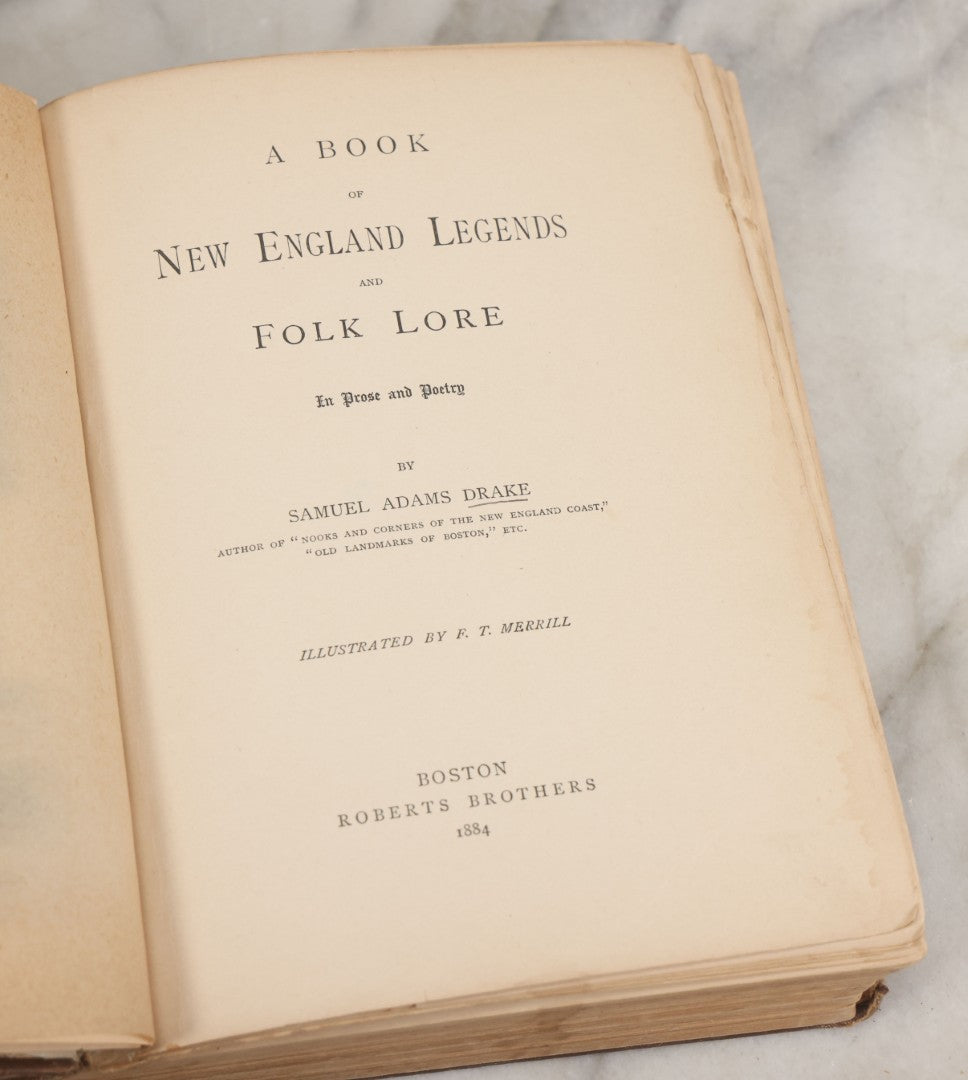 A BOOK
OF
NEW ENGLAND LEGENDS
AND
FOLK LORE
In Prose and Poetry
BY
SAMUEL ADAMS DRAKE
AUTHOR OF "NOOKS AND CORNERS OF THE NEW ENGLAND COAST,"
"OLD LANDMARKS OF BOSTON," ETC.
ILLUSTRATED BY F. T. MERRILL
BOSTON
ROBERTS BROTHERS
1884